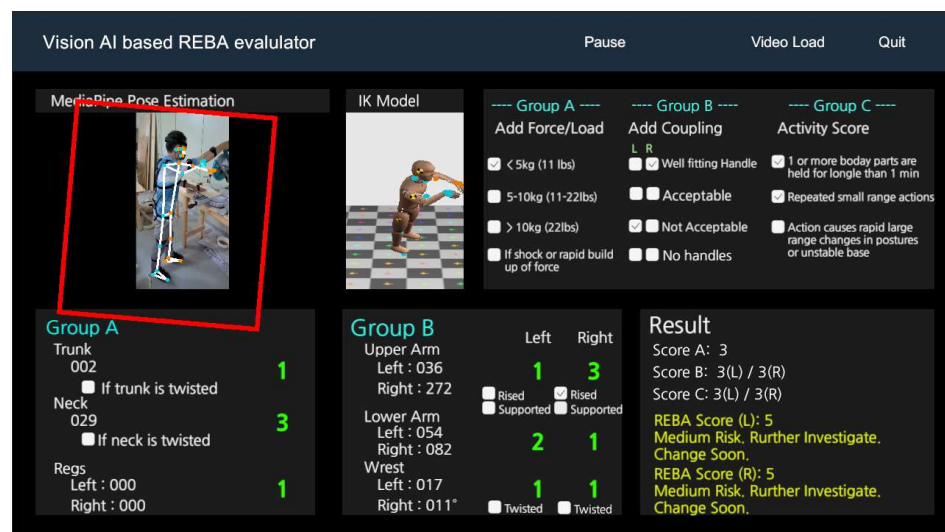 Vision AI based REBA evalulator
Pause
Video Load
Quit
MediaPipe Pose Estimation
IK Model
---- Group A ----
Add Force/Load
< 5kg (11 lbs)
5-10kg (11-22lbs)
> 10kg (22lbs)
If shock or rapid build
up of force
---- Group B ----
Add Coupling
L R
Well fitting Handle
Acceptable
Not Acceptable
No handles
---- Group C ----
Activity Score
1 or more boday parts are
held for longle than 1 min
Repeated small range actions
Action causes rapid large
range changes in postures
or unstable base
Group A
Trunk
002
1
If trunk is twisted
Neck
029
3
If neck is twisted
Regs
Left : 000
1
Right : 000
Group B
Left Right
Upper Arm
Left : 036
1 3
Right : 272
Rised Rised
Supported Supported
Lower Arm
Left : 054
2 1
Right : 082
Wrest
Left : 017
1 1
Right : 011°
Twisted Twisted
Result
Score A: 3
Score B: 3(L) / 3(R)
Score C: 3(L) / 3(R)
REBA Score (L): 5
Medium Risk. Rurther Investigate.
Change Soon.
REBA Score (R): 5
Medium Risk. Rurther Investigate.
Change Soon.